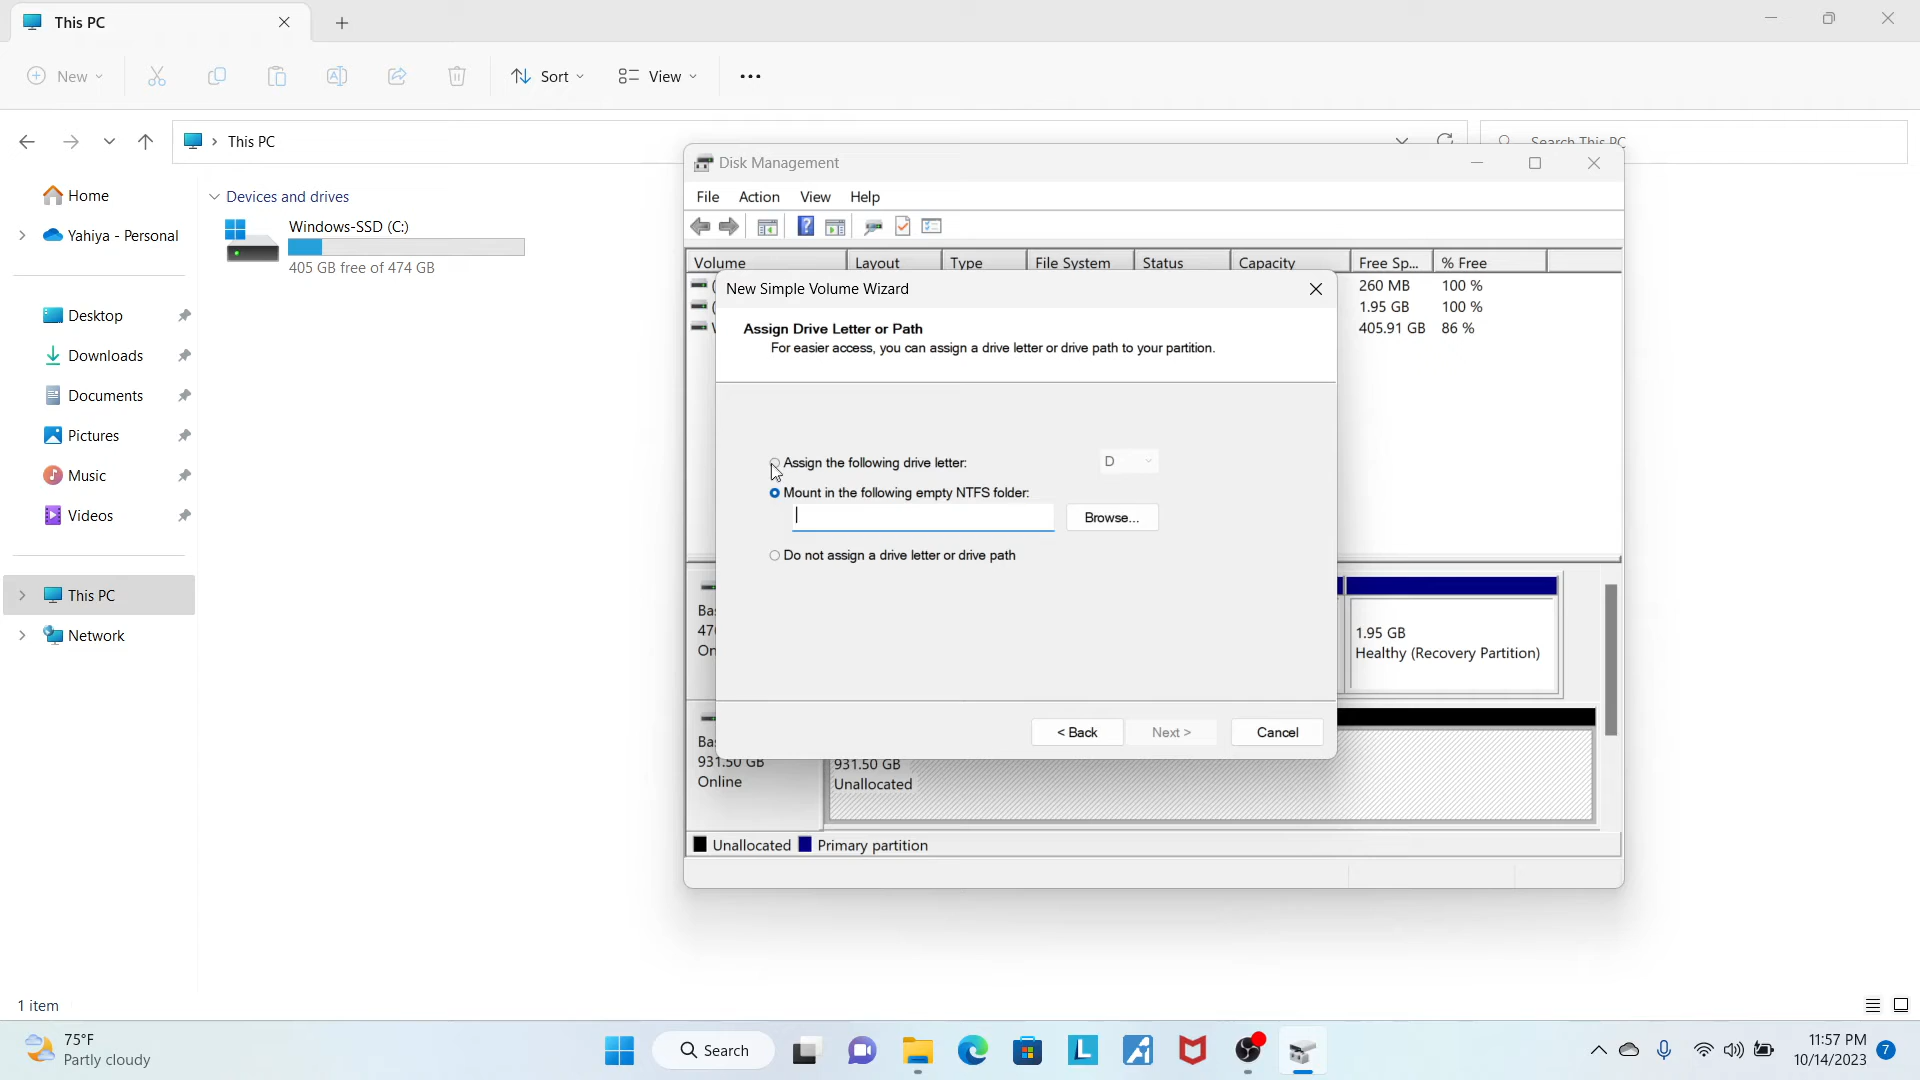 This PC
New
Sort
View
This PC
Search This PC
Home
Yahiya - Personal
Desktop
Downloads
Documents
Pictures
Music
Videos
This PC
Network
Devices and drives
Windows-SSD (C:)
405 GB free of 474 GB
Disk Management
File Action View Help
Volume Layout Type File System Status Capacity Free Sp... % Free
260 MB 100 %
1.95 GB 100 %
405.91 GB 86 %
New Simple Volume Wizard
Assign Drive Letter or Path
For easier access, you can assign a drive letter or drive path to your partition.
Assign the following drive letter: D
Mount in the following empty NTFS folder:
Browse...
Do not assign a drive letter or drive path
< Back Next > Cancel
Ba
47
On
1.95 GB
Healthy (Recovery Partition)
Ba
931.50 GB
Online
931.50 GB
Unallocated
Unallocated Primary partition
1 item
75°F
Partly cloudy
Search
11:57 PM
10/14/2023
7